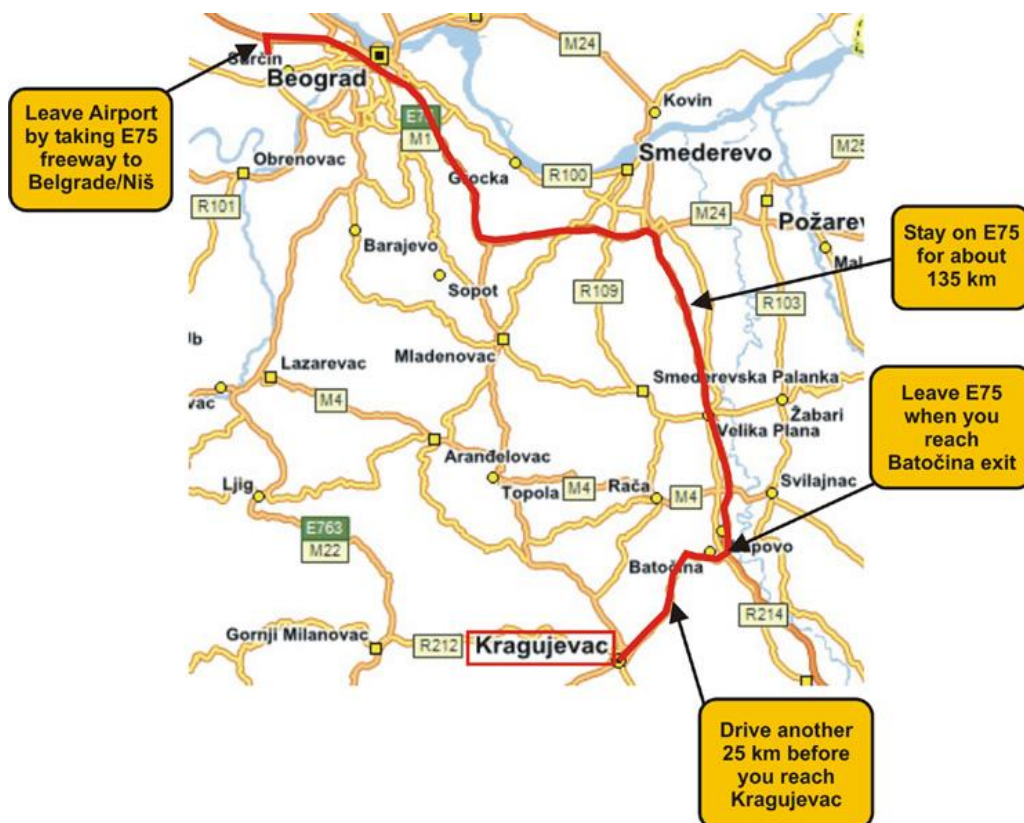 M24
Surčin
Beograd
Kovin
Leave Airport
by taking E75
freeway to
Belgrade/Niš
M1
Obrenovac
Smederevo
Grocka
R100
R101
M24
Požarev
Barajevo
Stay on E75
for about
135 km
Sopot
R109
R103
Mladenovac
Lazarevac
Smederevska Palanka
M4
Žabari
Velika Plana
Leave E75
when you
reach
Batočina exit
Aranđelovac
Ljig
Topola
M4
Rača
M4
Svilajnac
E763
M22
Batočina
R214
Gornji Milanovac
R212
Kragujevac
Drive another
25 km before
you reach
Kragujevac